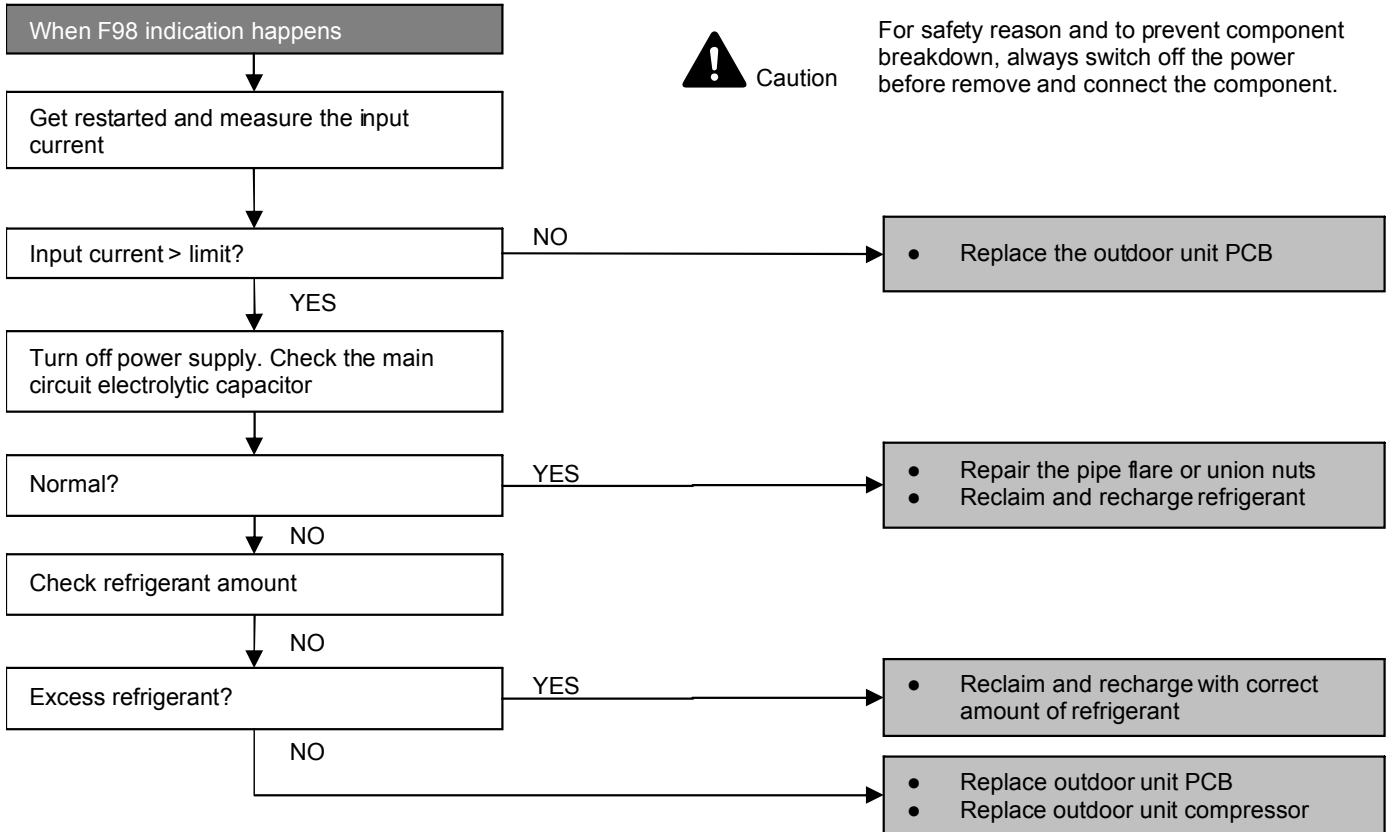 When F98 indication happens
Caution
For safety reason and to prevent component
breakdown, always switch off the power
before remove and connect the component.
Get restarted and measure the input
current
Input current > limit?
NO
● Replace the outdoor unit PCB
YES
Turn off power supply. Check the main
circuit electrolytic capacitor
Normal?
YES
● Repair the pipe flare or union nuts
● Reclaim and recharge refrigerant
NO
Check refrigerant amount
NO
Excess refrigerant?
YES
● Reclaim and recharge with correct
amount of refrigerant
NO
● Replace outdoor unit PCB
● Replace outdoor unit compressor